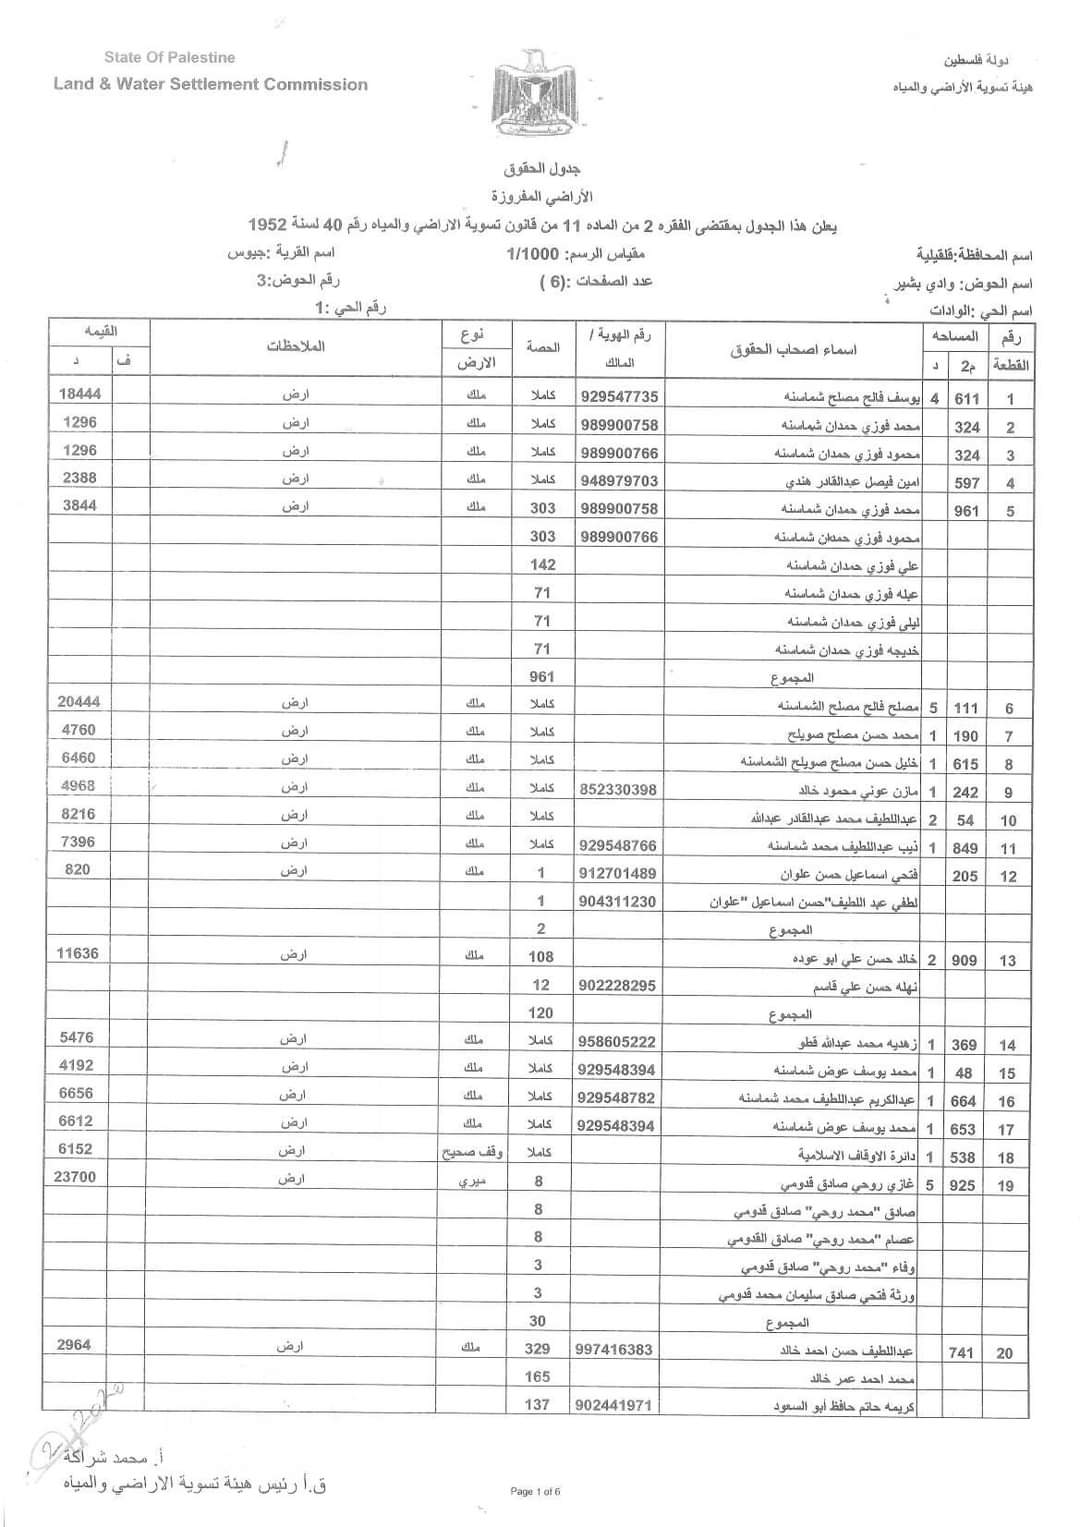 State Of Palestine
Land & Water Settlement Commission
دولة فلسطين
هيئة تسوية الأراضي والمياه
جدول الحقوق
الأراضي المفروزة
يعلن هذا الجدول بمقتضى الفقره 2 من الماده 11 من قانون تسوية الاراضي والمياه رقم 40 لسنة 1952
اسم المحافظة:قلقيلية مقياس الرسم: 1/1000 اسم القرية :جيوس
اسم الحوض: وادي بشير عدد الصفحات :(6 ) رقم الحوض:3
اسم الحي :الوادات رقم الحي :1
رقم القطعة المساحه م2 د اسماء اصحاب الحقوق رقم الهوية / المالك الحصة نوع الارض الملاحظات القيمه ف د
1 611 4 يوسف فالح مصلح شماسنه 929547735 كاملا ملك ارض 18444
2 324 محمد فوزي حمدان شماسنه 989900758 كاملا ملك ارض 1296
3 324 محمود فوزي حمدان شماسنه 989900766 كاملا ملك ارض 1296
4 597 امين فيصل عبدالقادر هندي 948979703 كاملا ملك ارض 2388
5 961 محمد فوزي حمدان شماسنه 989900758 303 ملك ارض 3844
محمود فوزي حمدان شماسنه 989900766 303
علي فوزي حمدان شماسنه 142
عبله فوزي حمدان شماسنه 71
ليلى فوزي حمدان شماسنه 71
خديجه فوزي حمدان شماسنه 71
المجموع 961
6 111 5 مصلح فالح مصلح الشماسنه كاملا ملك ارض 20444
7 190 1 محمد حسن مصلح صويلح كاملا ملك ارض 4760
8 615 1 خليل حسن مصلح صويلح الشماسنه كاملا ملك ارض 6460
9 242 1 مازن عوني محمود خالد 852330398 كاملا ملك ارض 4968
10 54 2 عبداللطيف محمد عبدالقادر عبدالله كاملا ملك ارض 8216
11 849 1 ذيب عبداللطيف محمد شماسنه 929548766 كاملا ملك ارض 7396
12 205 فتحي اسماعيل حسن علوان 912701489 1 ملك ارض 820
لطفي عبد اللطيف"حسن اسماعيل "علوان 904311230 1
المجموع 2
13 909 2 خالد حسن علي ابو عوده 108 ملك ارض 11636
نهله حسن علي قاسم 902228295 12
المجموع 120
14 369 1 زهديه محمد عبدالله قطو 958605222 كاملا ملك ارض 5476
15 48 1 محمد يوسف عوض شماسنه 929548394 كاملا ملك ارض 4192
16 664 1 عبدالكريم عبداللطيف محمد شماسنه 929548782 كاملا ملك ارض 6656
17 653 1 محمد يوسف عوض شماسنه 929548394 كاملا ملك ارض 6612
18 538 1 دائرة الاوقاف الاسلامية كاملا وقف صحيح ارض 6152
19 925 5 غازي روحي صادق قدومي 8 ميري ارض 23700
صادق "محمد روحي" صادق قدومي 8
عصام "محمد روحي" صادق القدومي 8
وفاء "محمد روحي" صادق قدومي 3
ورثة فتحي صادق سليمان محمد قدومي 3
المجموع 30
20 741 عبداللطيف حسن احمد خالد 997416383 329 ملك ارض 2964
محمد احمد عمر خالد 165
كريمه حاتم حافظ أبو السعود 902441971 137
أ. محمد شراكة
ق.أ رئيس هيئة تسوية الاراضي والمياه
Page 1 of 6